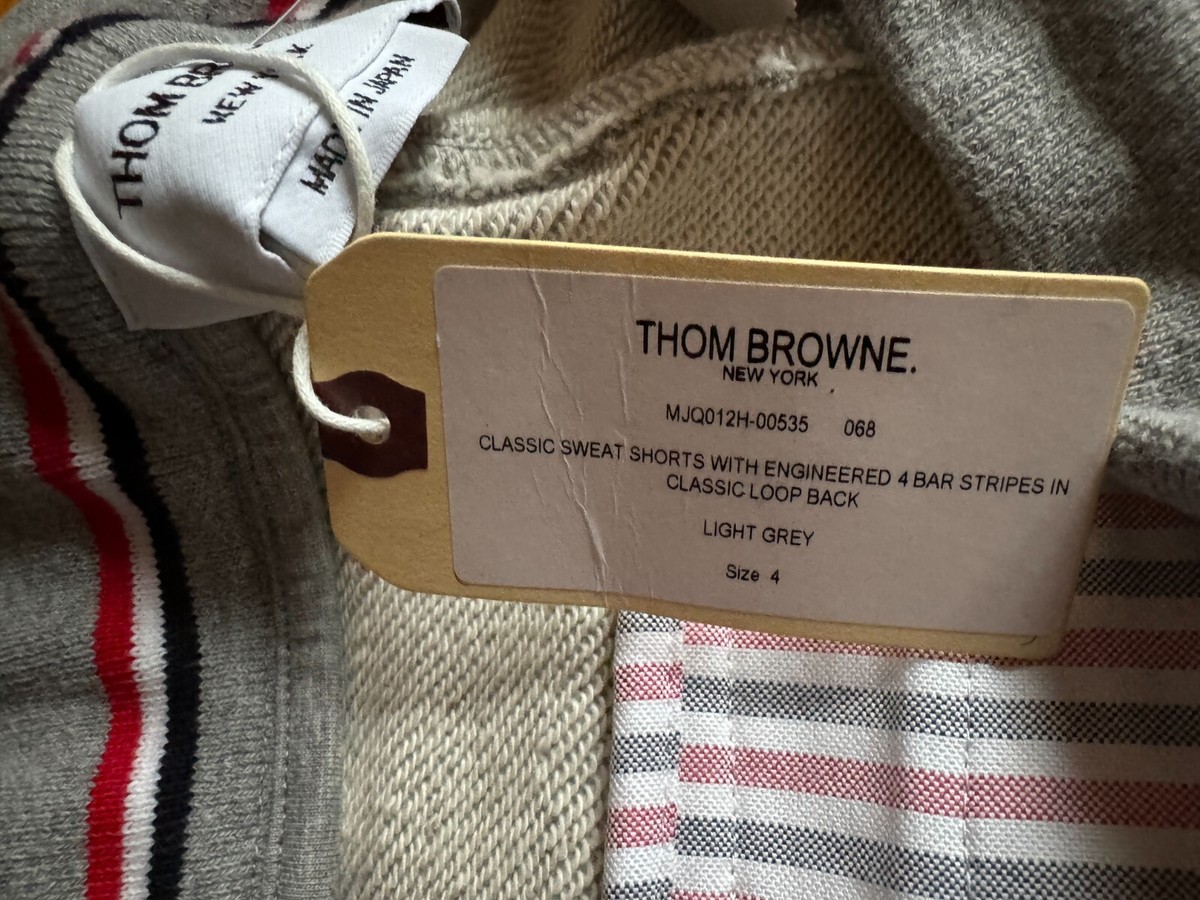 THOM
NEW
MADE IN JAPAN
THOM BROWNE.
NEW YORK
MJQ012H-00535 068
CLASSIC SWEAT SHORTS WITH ENGINEERED 4 BAR STRIPES IN
CLASSIC LOOP BACK
LIGHT GREY
Size 4